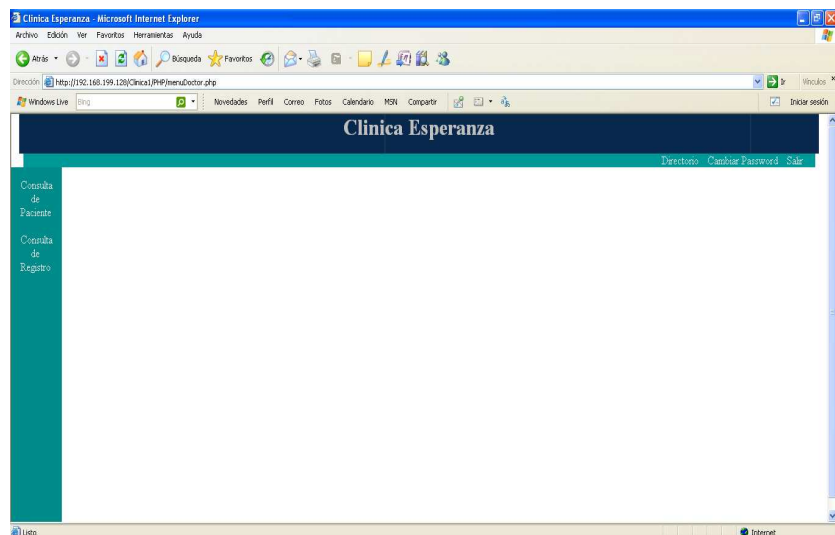 Clinica Esperanza - Microsoft Internet Explorer
Archivo Edición Ver Favoritos Herramientas Ayuda
Atrás Búsqueda Favoritos
Dirección http://192.168.199.128/Clinica1/PHP/menuDoctor.php Ir Vínculos
Windows Live Bing Novedades Perfil Correo Fotos Calendario MSN Compartir Iniciar sesión
Clinica Esperanza
Directorio Cambiar Password Salir
Consulta
de
Paciente
Consulta
de
Registro
Listo Internet